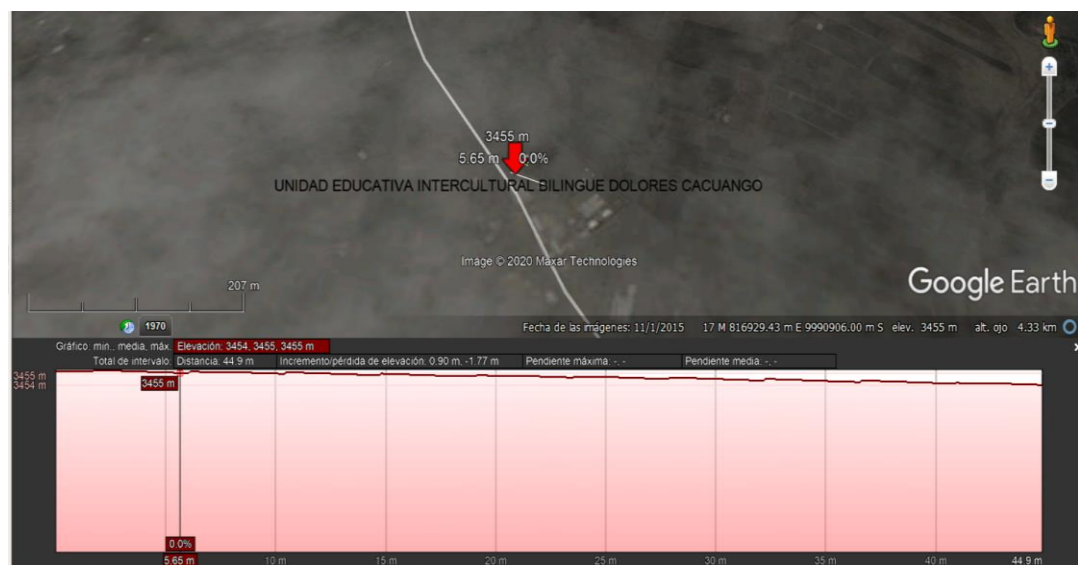 3455 m
5.65 m 0,0%
UNIDAD EDUCATIVA INTERCULTURAL BILINGUE DOLORES CACUANGO
Image © 2020 Maxar Technologies
Google Earth
207 m
1970
Fecha de las imágenes: 11/1/2015 17 M 816929.43 m E 9990906.00 m S elev. 3455 m alt. ojo 4.33 km
Gráfico: min., media, máx. Elevación: 3454, 3455, 3455 m
Total de intervalo: Distancia: 44.9 m Incremento/pérdida de elevación: 0.90 m, -1.77 m Pendiente máxima: -, - Pendiente media: -, -
3455 m
3454 m
3455 m
0.0%
5.65 m 10 m 15 m 20 m 25 m 30 m 35 m 40 m 44.9 m